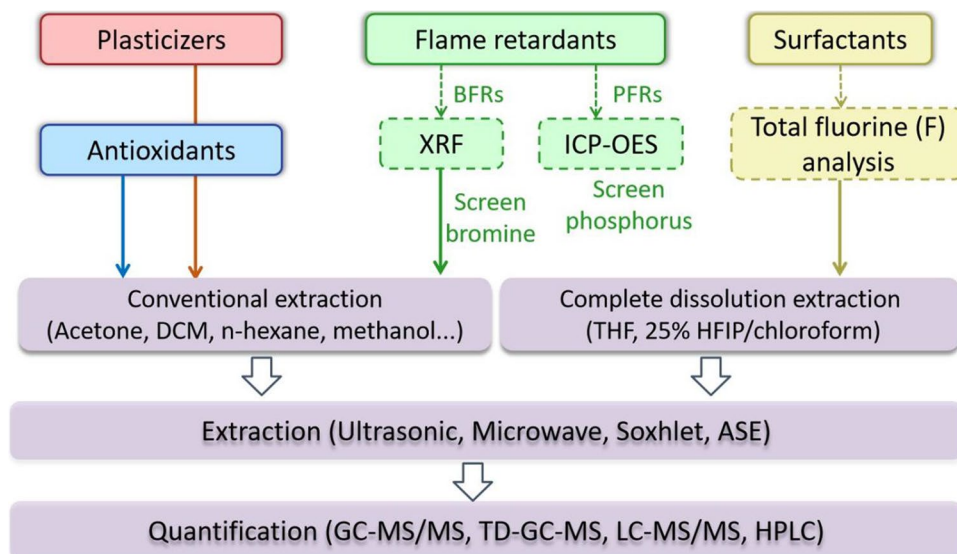 Plasticizers
Flame retardants
Surfactants
BFRs
PFRs
Antioxidants
XRF
ICP-OES
Total fluorine (F)
analysis
Screen
bromine
Screen
phosphorus
Conventional extraction
(Acetone, DCM, n-hexane, methanol...)
Complete dissolution extraction
(THF, 25% HFIP/chloroform)
Extraction (Ultrasonic, Microwave, Soxhlet, ASE)
Quantification (GC-MS/MS, TD-GC-MS, LC-MS/MS, HPLC)